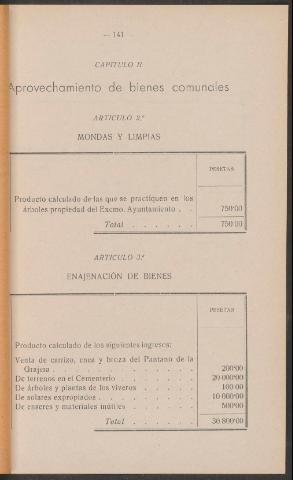 — 141 —
CAPITULO II
Aprovechamiento de bienes comunales
ARTICULO 2.º
MONDAS Y LIMPIAS
PESETAS
Producto calculado de las que se practiquen en los
árboles propiedad del Excmo. Ayuntamiento . . 750'00
Total . . . . . . 750'00
ARTICULO 3.º
ENAJENACIÓN DE BIENES
PESETAS
Producto calculado de los siguientes ingresos:
Venta de carrizo, enea y broza del Pantano de la
Grajera . . . . . . . . . . . . 200'00
De terrenos en el Cementerio . . . . . . 20 000'00
De árboles y plantas de los viveros . . . . . 100'00
De solares expropiados . . . . . . . . 10 000'00
De enseres y materiales inútiles . . . . . 500'00
Total . . . . . . 30 800'00